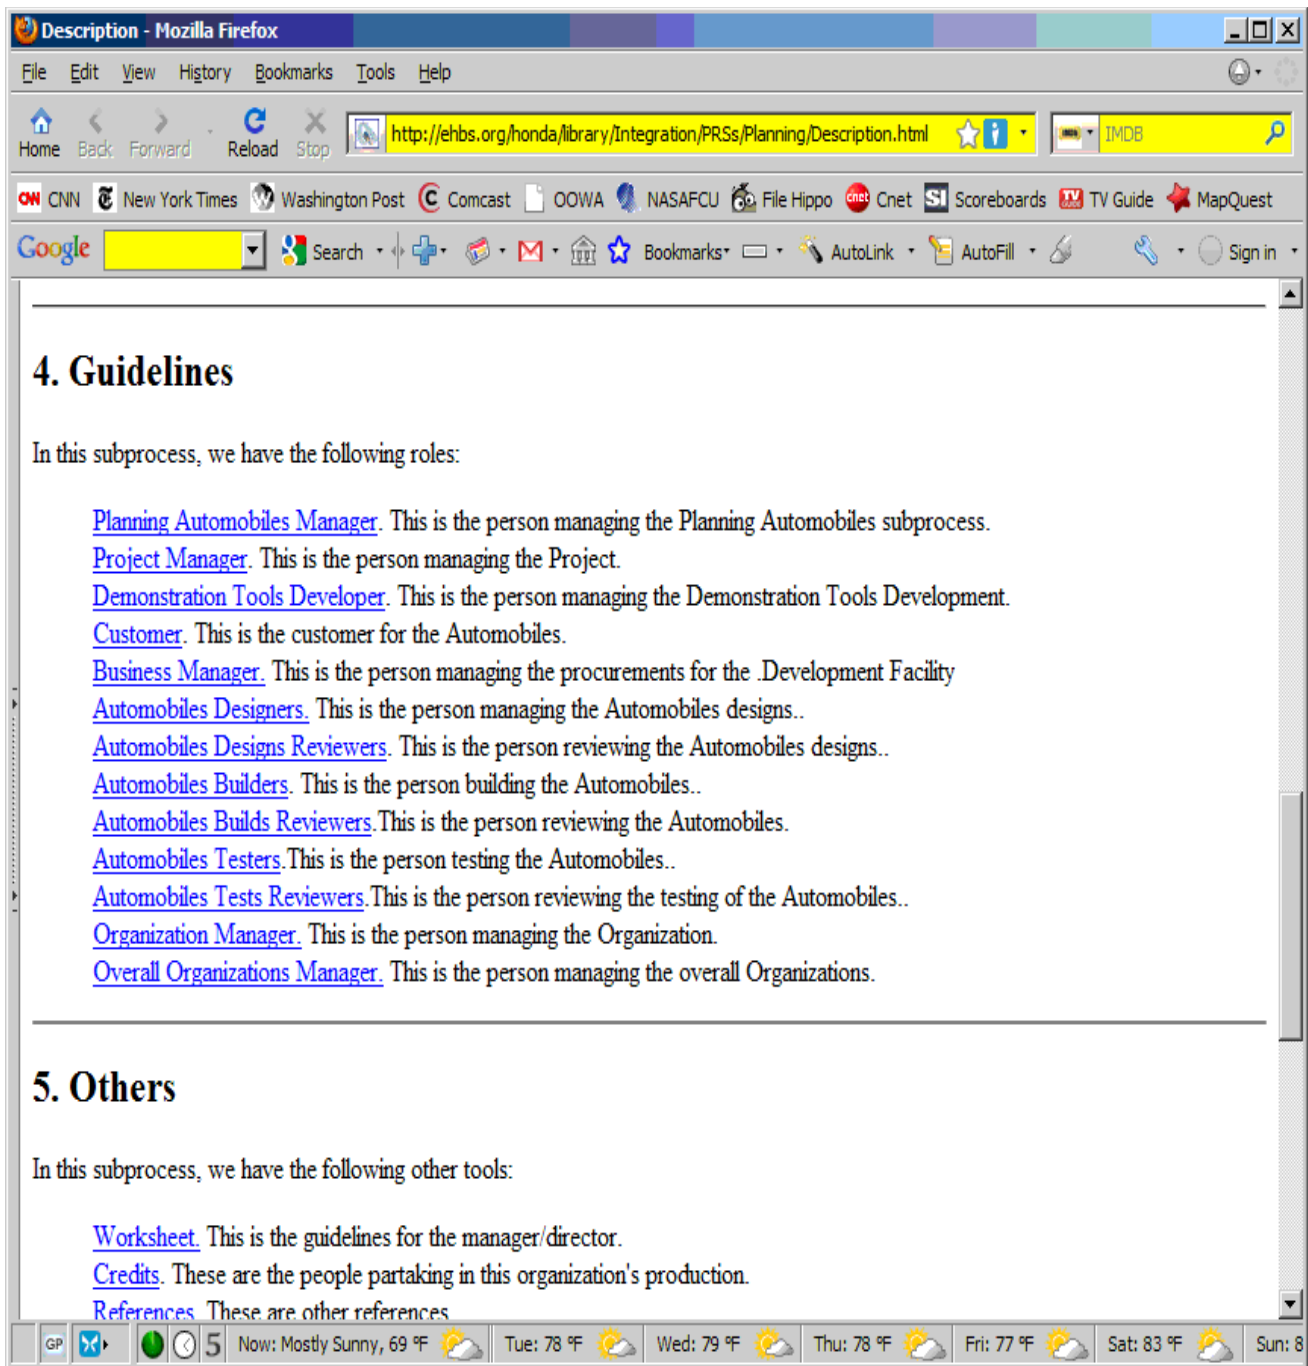 Description - Mozilla Firefox
File Edit View History Bookmarks Tools Help
Home Back Forward Reload Stop http://ehbs.org/honda/library/Integration/PRSs/Planning/Description.html IMDB
CNN New York Times Washington Post Comcast OOWA NASAFCU File Hippo Cnet Scoreboards TV Guide MapQuest
Google Search Bookmarks AutoLink AutoFill Sign in
4. Guidelines
In this subprocess, we have the following roles:
Planning Automobiles Manager. This is the person managing the Planning Automobiles subprocess.
Project Manager. This is the person managing the Project.
Demonstration Tools Developer. This is the person managing the Demonstration Tools Development.
Customer. This is the customer for the Automobiles.
Business Manager. This is the person managing the procurements for the .Development Facility
Automobiles Designers. This is the person managing the Automobiles designs..
Automobiles Designs Reviewers. This is the person reviewing the Automobiles designs..
Automobiles Builders. This is the person building the Automobiles..
Automobiles Builds Reviewers.This is the person reviewing the Automobiles.
Automobiles Testers.This is the person testing the Automobiles..
Automobiles Tests Reviewers.This is the person reviewing the testing of the Automobiles..
Organization Manager. This is the person managing the Organization.
Overall Organizations Manager. This is the person managing the overall Organizations.
5. Others
In this subprocess, we have the following other tools:
Worksheet. This is the guidelines for the manager/director.
Credits. These are the people partaking in this organization's production.
References. These are other references
GP 5 Now: Mostly Sunny, 69 °F Tue: 78 °F Wed: 79 °F Thu: 78 °F Fri: 77 °F Sat: 83 °F Sun: 8